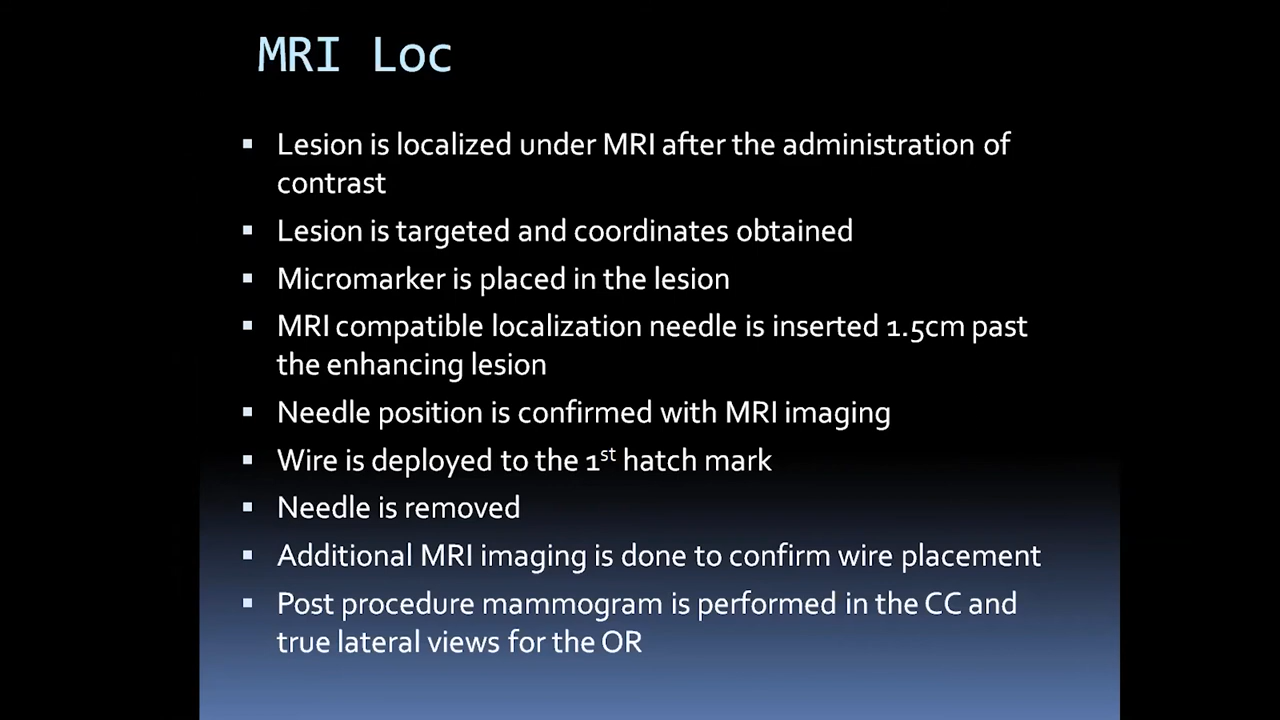 MRI Loc
▪ Lesion is localized under MRI after the administration of
contrast
▪ Lesion is targeted and coordinates obtained
▪ Micromarker is placed in the lesion
▪ MRI compatible localization needle is inserted 1.5cm past
the enhancing lesion
▪ Needle position is confirmed with MRI imaging
▪ Wire is deployed to the 1st hatch mark
▪ Needle is removed
▪ Additional MRI imaging is done to confirm wire placement
▪ Post procedure mammogram is performed in the CC and
true lateral views for the OR